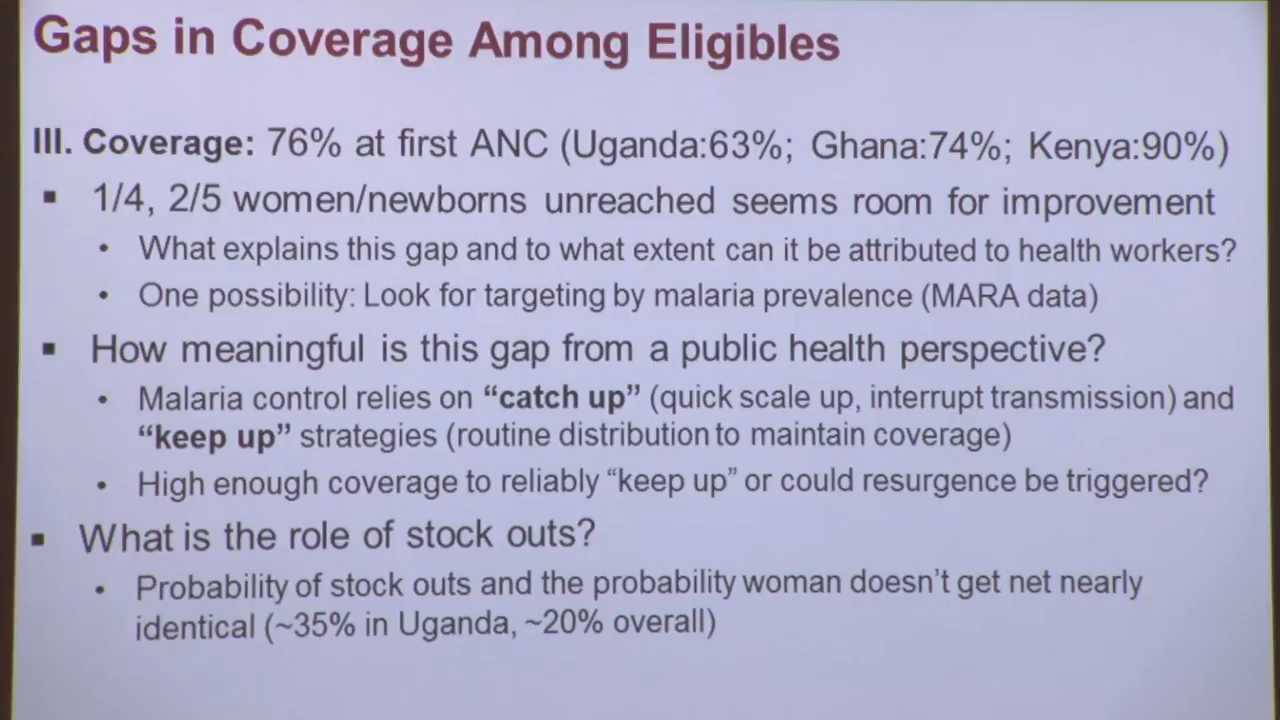 Gaps in Coverage Among Eligibles
III. Coverage: 76% at first ANC (Uganda:63%; Ghana:74%; Kenya:90%)
▪ 1/4, 2/5 women/newborns unreached seems room for improvement
• What explains this gap and to what extent can it be attributed to health workers?
• One possibility: Look for targeting by malaria prevalence (MARA data)
▪ How meaningful is this gap from a public health perspective?
• Malaria control relies on “catch up” (quick scale up, interrupt transmission) and
“keep up” strategies (routine distribution to maintain coverage)
• High enough coverage to reliably “keep up” or could resurgence be triggered?
▪ What is the role of stock outs?
• Probability of stock outs and the probability woman doesn’t get net nearly
identical (~35% in Uganda, ~20% overall)